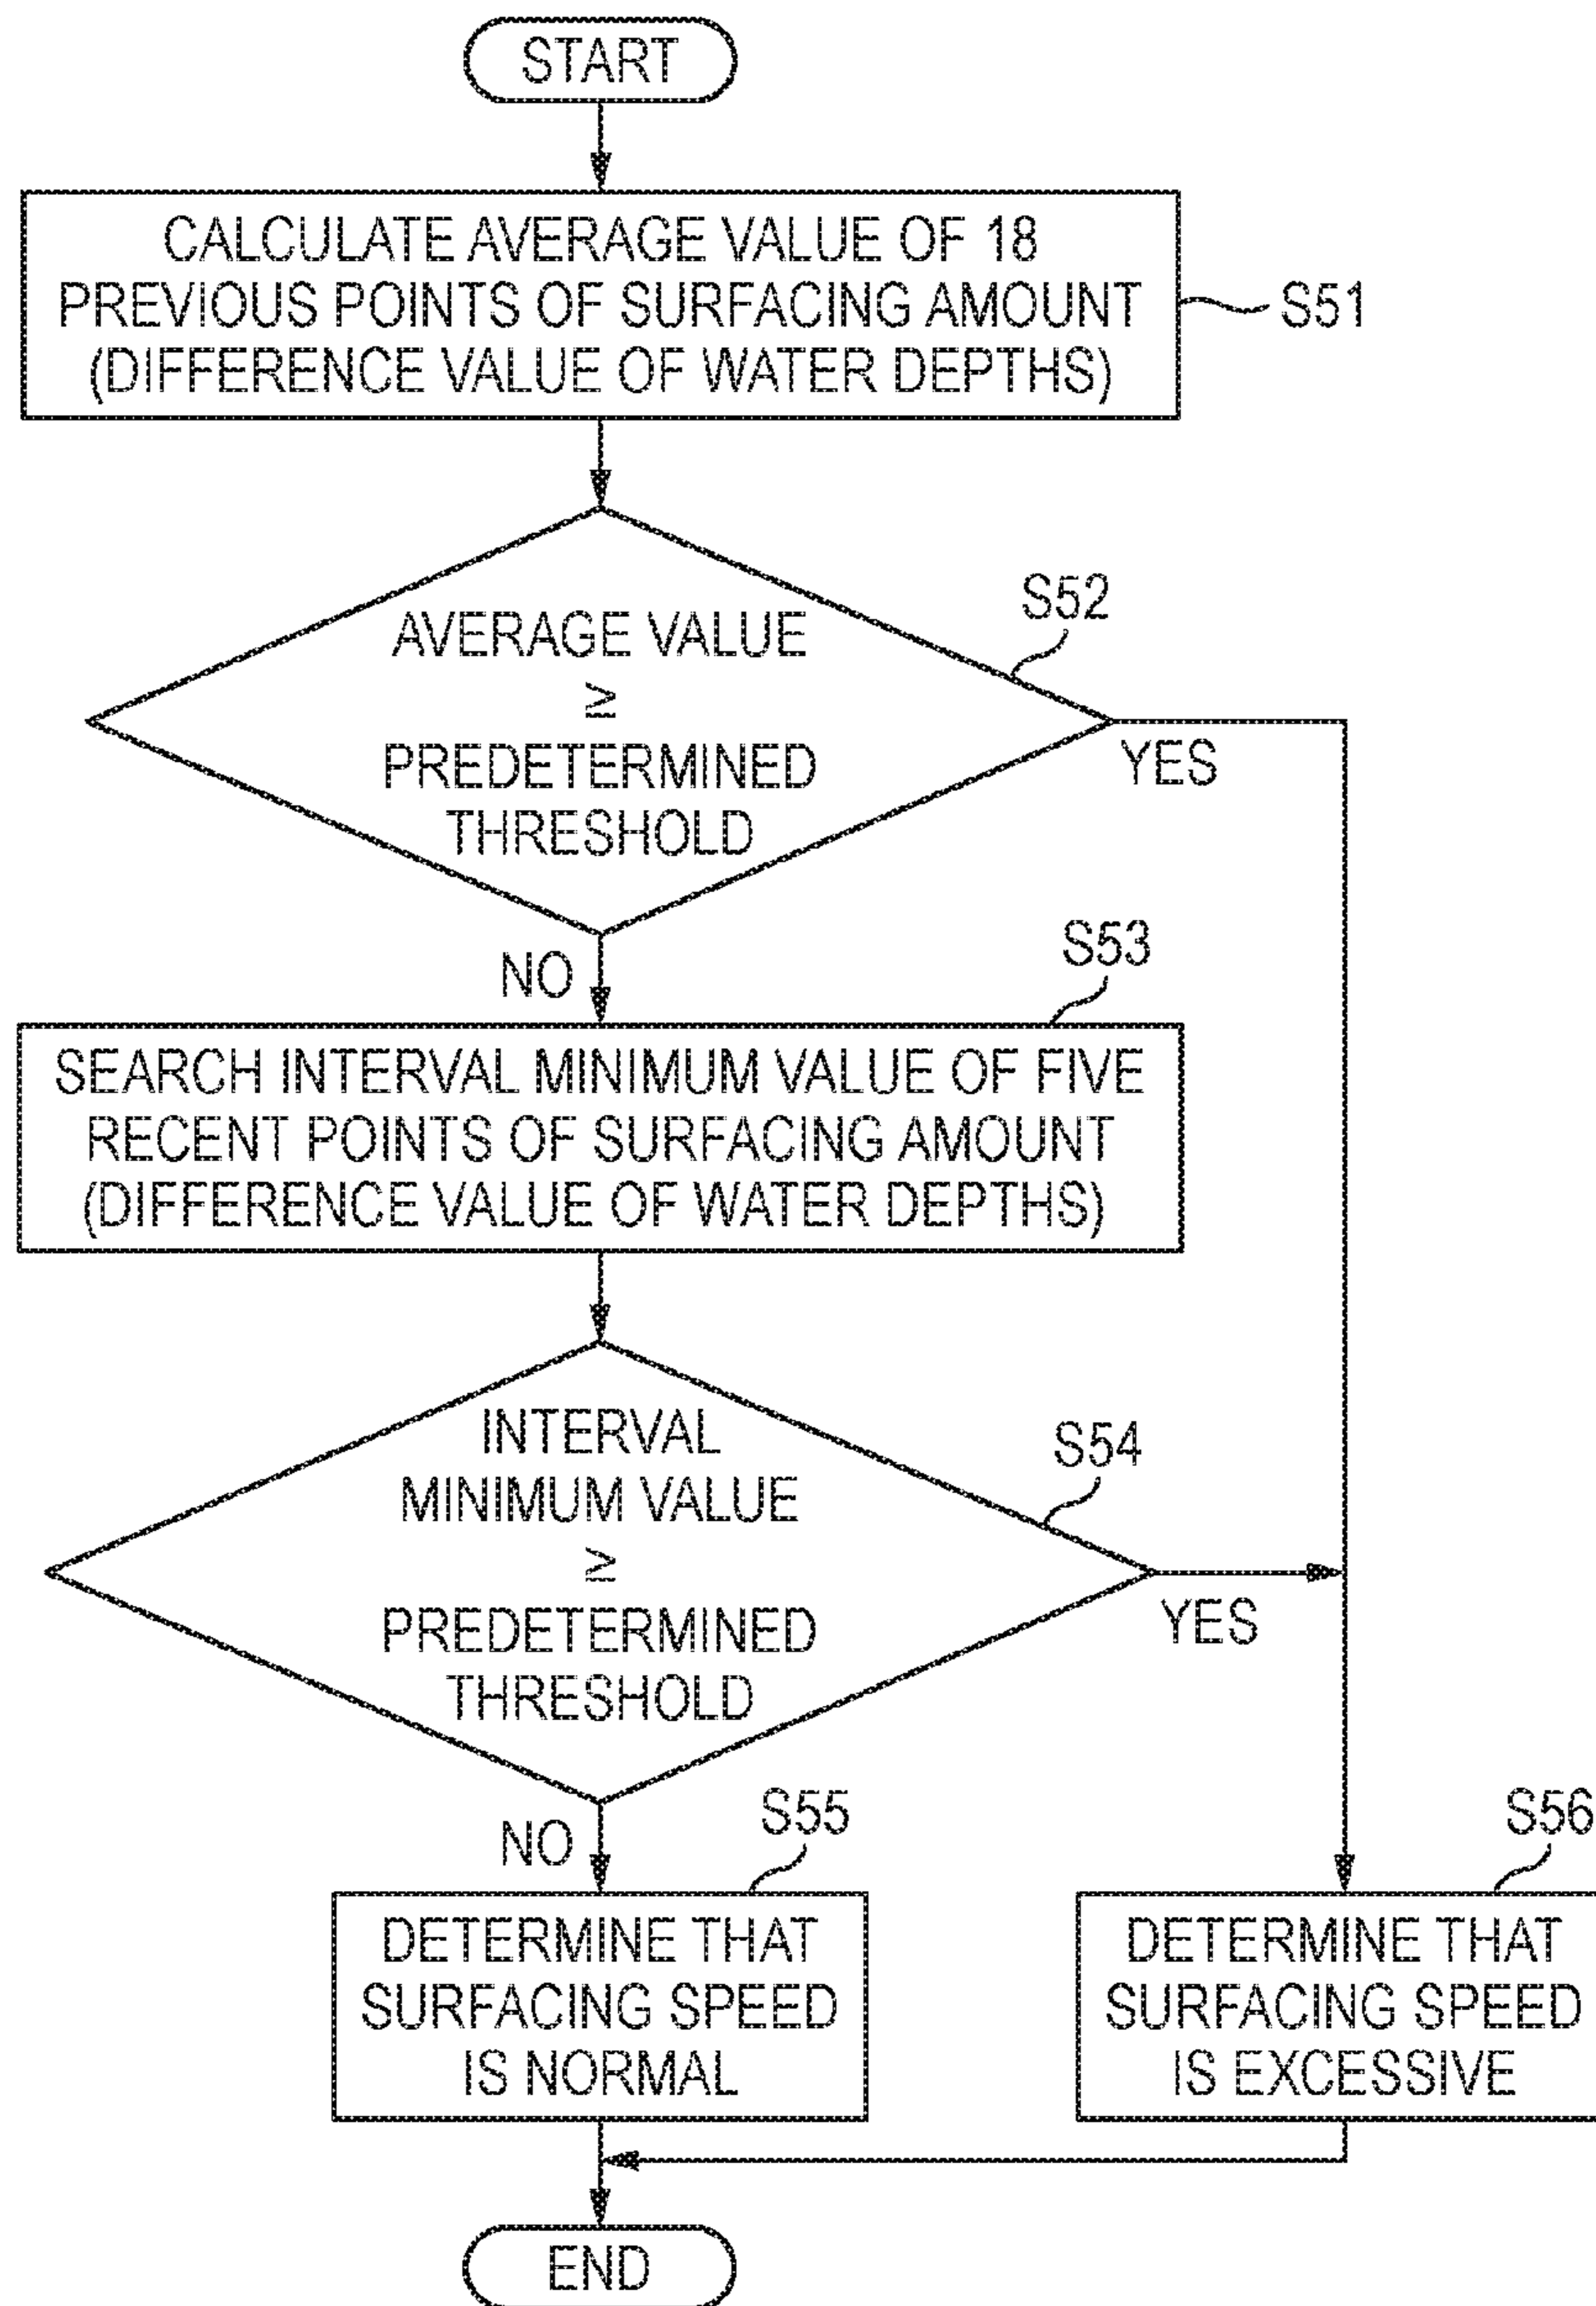 START
CALCULATE AVERAGE VALUE OF 18
PREVIOUS POINTS OF SURFACING AMOUNT
(DIFFERENCE VALUE OF WATER DEPTHS)
S51
S52
AVERAGE VALUE
≥
PREDETERMINED
THRESHOLD
YES
NO
S53
SEARCH INTERVAL MINIMUM VALUE OF FIVE
RECENT POINTS OF SURFACING AMOUNT
(DIFFERENCE VALUE OF WATER DEPTHS)
S54
INTERVAL
MINIMUM VALUE
≥
PREDETERMINED
THRESHOLD
YES
NO
S55
DETERMINE THAT
SURFACING SPEED
IS NORMAL
S56
DETERMINE THAT
SURFACING SPEED
IS EXCESSIVE
END